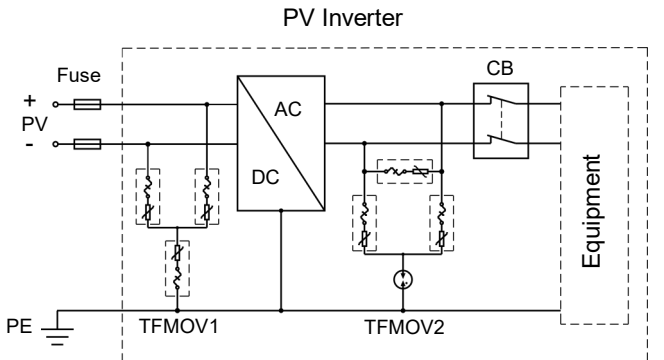 PV Inverter
Fuse
CB
+
PV
-
AC
DC
Equipment
PE
TFMOV1
TFMOV2